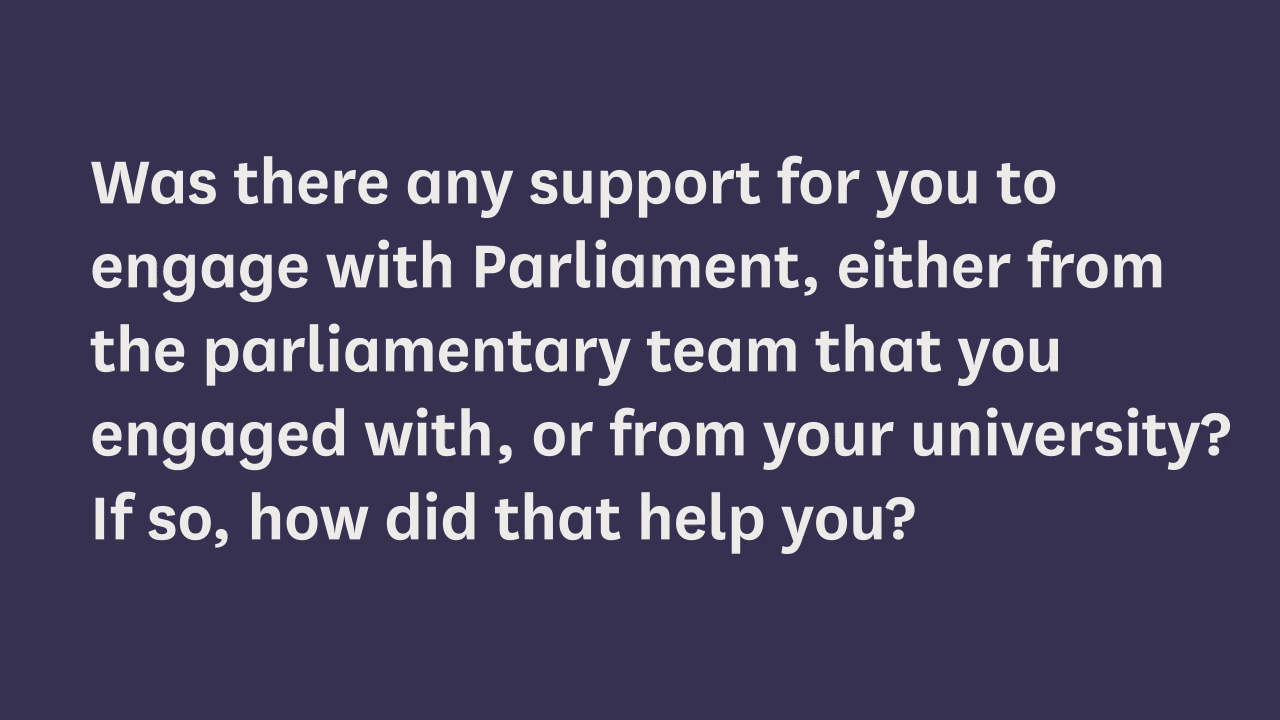 Was there any support for you to
engage with Parliament, either from
the parliamentary team that you
engaged with, or from your university?
If so, how did that help you?